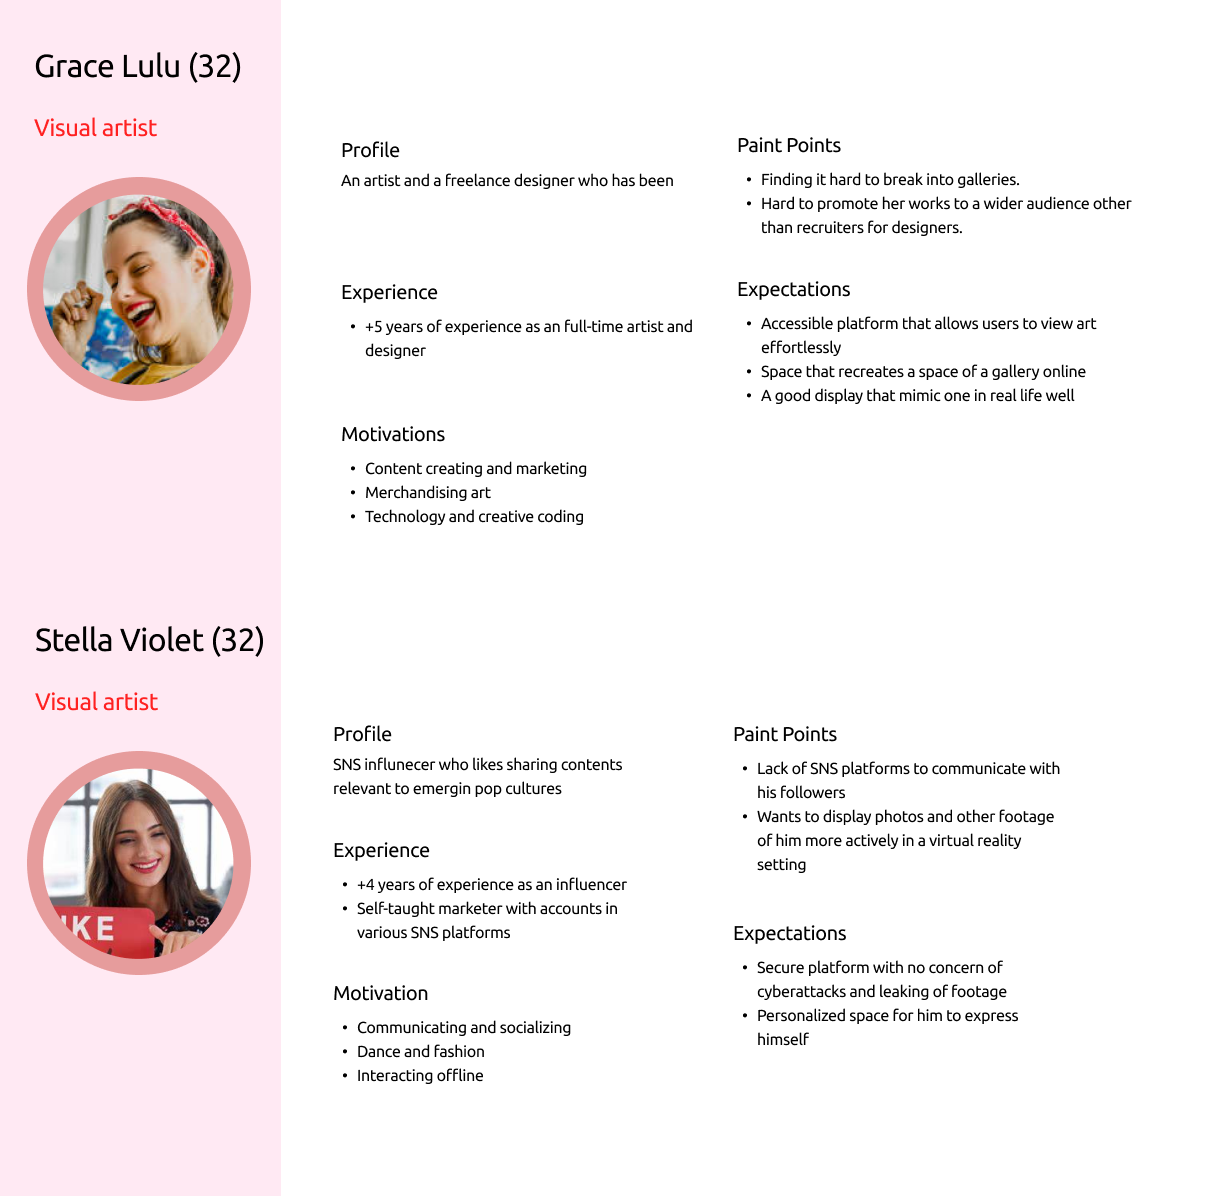 Grace Lulu (32)
Visual artist
Profile
An artist and a freelance designer who has been
Experience
• +5 years of experience as an full-time artist and
designer
Motivations
• Content creating and marketing
• Merchandising art
• Technology and creative coding
Paint Points
• Finding it hard to break into galleries.
• Hard to promote her works to a wider audience other
than recruiters for designers.
Expectations
• Accessible platform that allows users to view art
effortlessly
• Space that recreates a space of a gallery online
• A good display that mimic one in real life well
Stella Violet (32)
Visual artist
IKE
Profile
SNS influnecer who likes sharing contents
relevant to emergin pop cultures
Experience
• +4 years of experience as an influencer
• Self-taught marketer with accounts in
various SNS platforms
Motivation
• Communicating and socializing
• Dance and fashion
• Interacting offline
Paint Points
• Lack of SNS platforms to communicate with
his followers
• Wants to display photos and other footage
of him more actively in a virtual reality
setting
Expectations
• Secure platform with no concern of
cyberattacks and leaking of footage
• Personalized space for him to express
himself